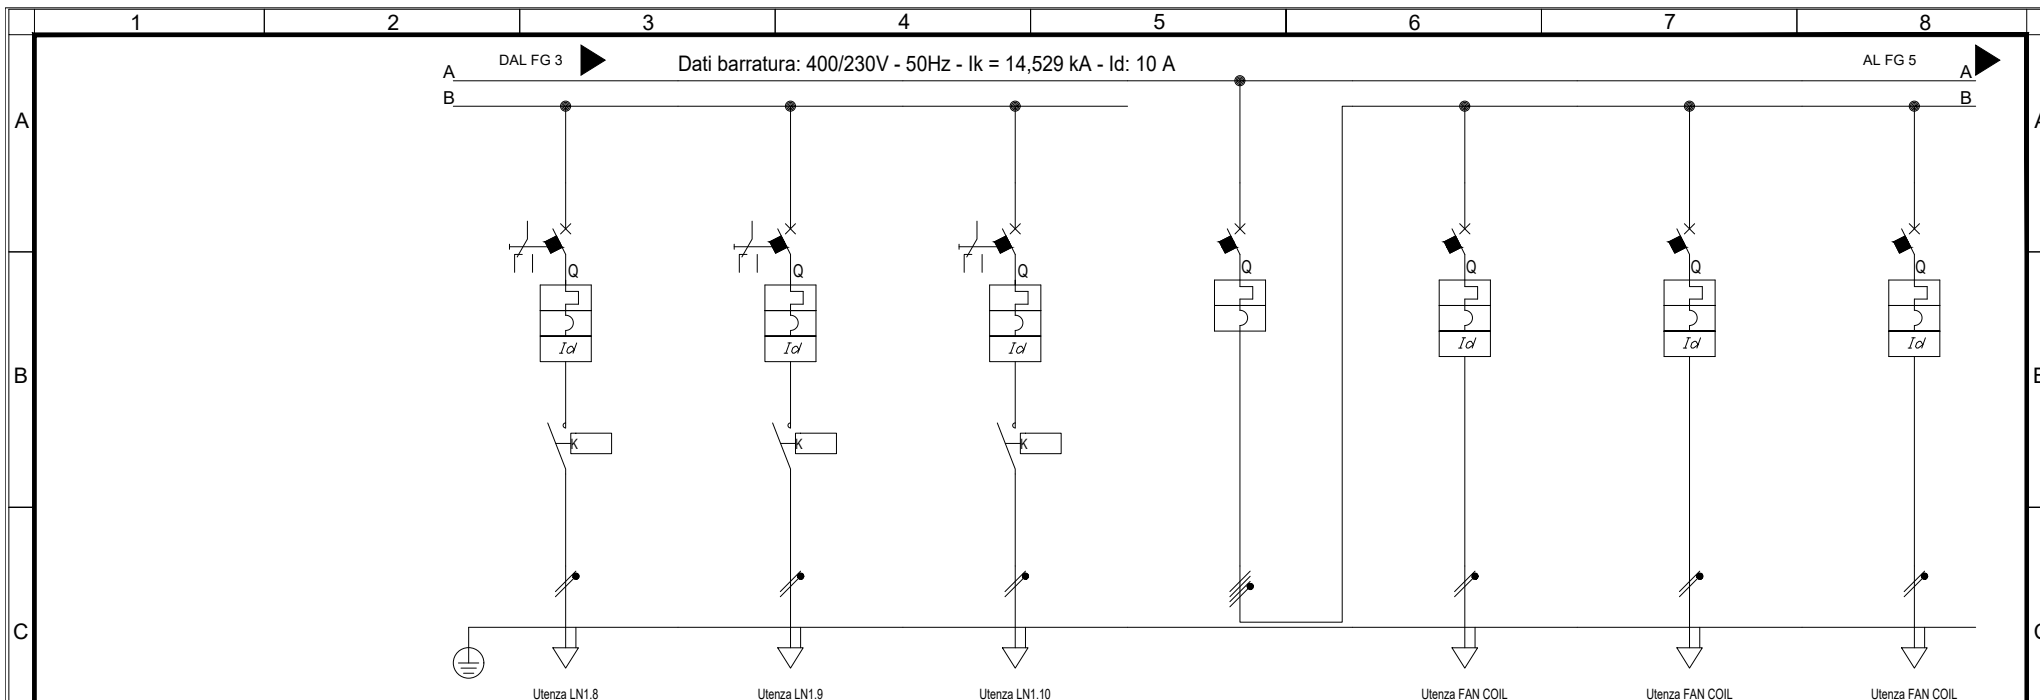 1 2 3 4 5 6 7 8
DAL FG 3 Dati barratura: 400/230V - 50Hz - Ik = 14,529 kA - Id: 10 A AL FG 5
A A
B B
A A
Q Q Q Q Q Q Q
Id Id Id Id Id Id
B B
K K K
C C
Utenza LN1.8 Utenza LN1.9 Utenza LN1.10 Utenza FAN COIL Utenza FAN COIL Utenza FAN COIL